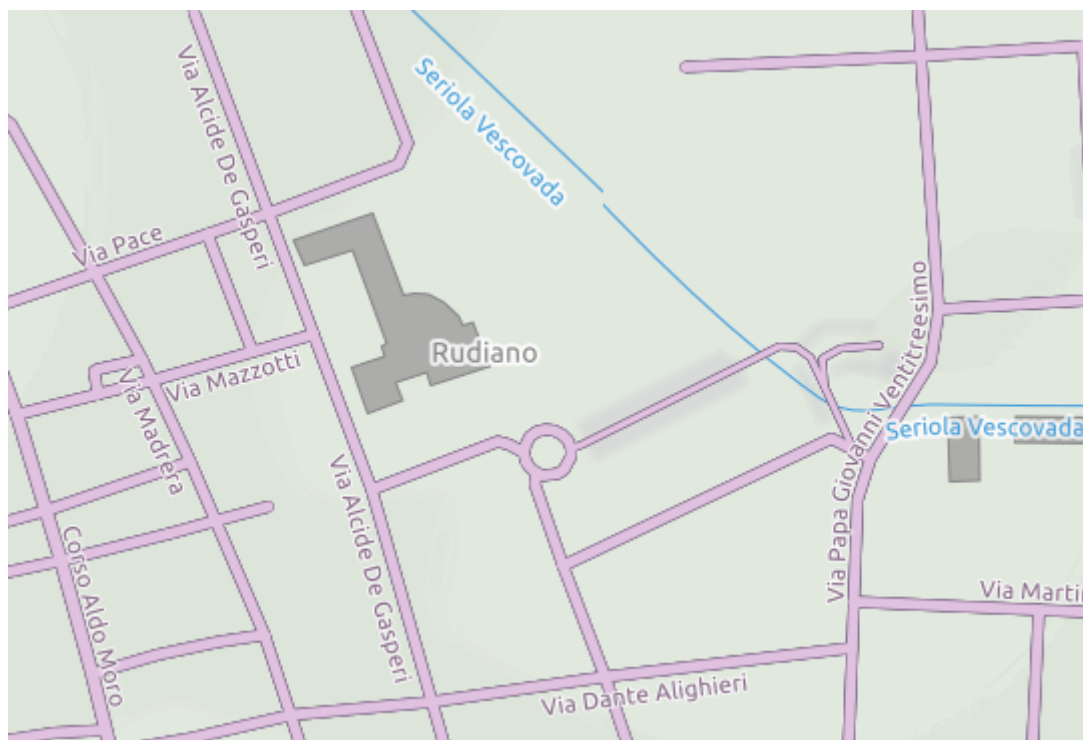 Via Alcide De Gasperi
Seriola Vescovada
Via Pace
Via Papa Giovanni Ventitreesimo
Rudiano
Via Mazzotti
Via Madrera
Seriola Vescovada
Via Alcide De Gasperi
Corso Aldo Moro
Via Martin
Via Dante Alighieri